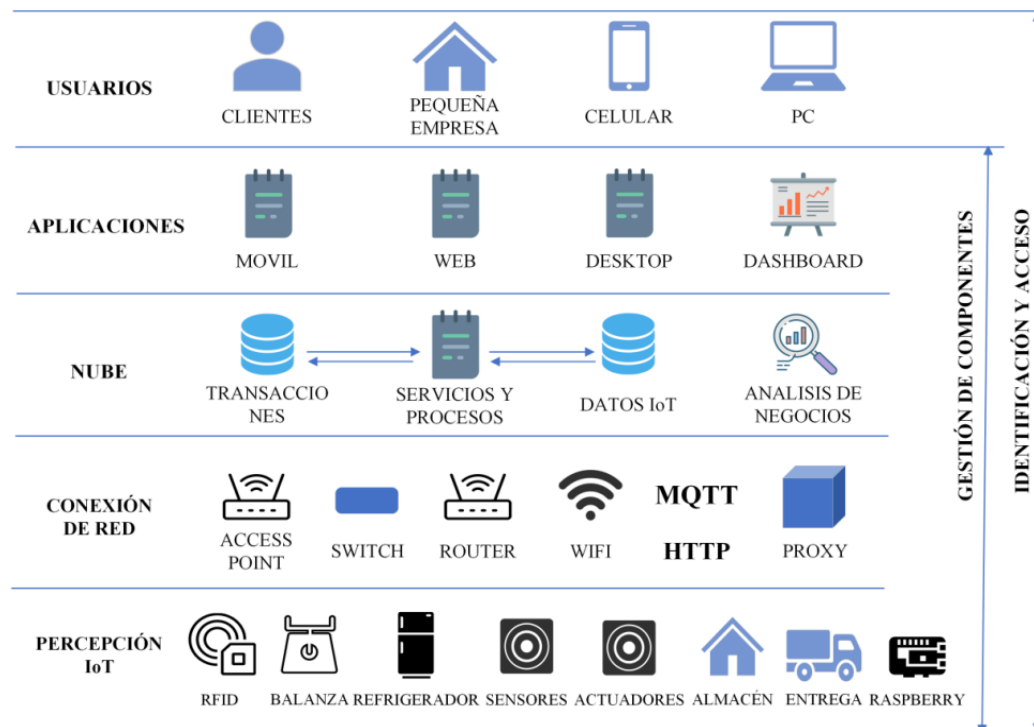 USUARIOS
CLIENTES
PEQUEÑA
EMPRESA
CELULAR
PC
APLICACIONES
MOVIL
WEB
DESKTOP
DASHBOARD
NUBE
TRANSACCIO
NES
SERVICIOS Y
PROCESOS
DATOS IoT
ANALISIS DE
NEGOCIOS
CONEXIÓN
DE RED
ACCESS
POINT
SWITCH
ROUTER
WIFI
MQTT
HTTP
PROXY
PERCEPCIÓN
IoT
RFID
BALANZA
REFRIGERADOR
SENSORES
ACTUADORES
ALMACÉN
ENTREGA
RASPBERRY
GESTIÓN DE COMPONENTES
IDENTIFICACIÓN Y ACCESO